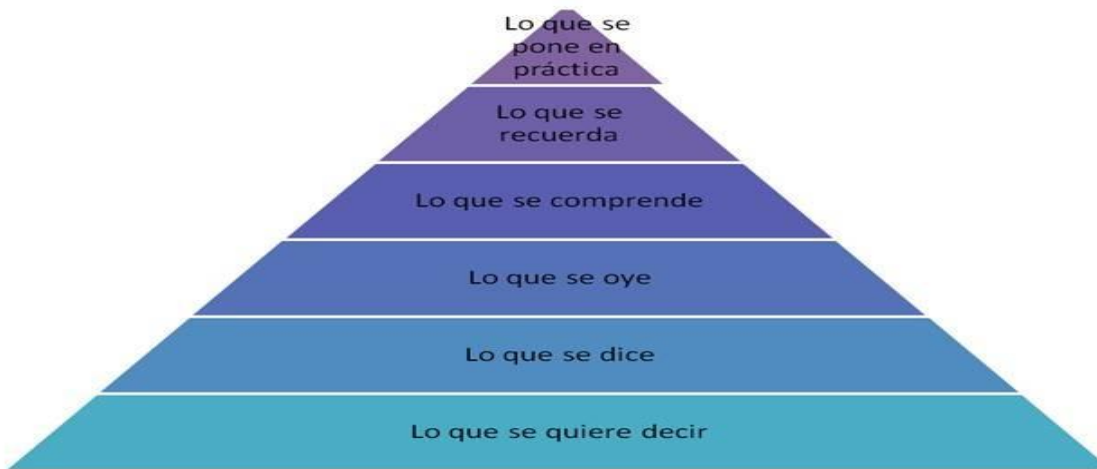 Lo que se
pone en
práctica
Lo que se
recuerda
Lo que se comprende
Lo que se oye
Lo que se dice
Lo que se quiere decir